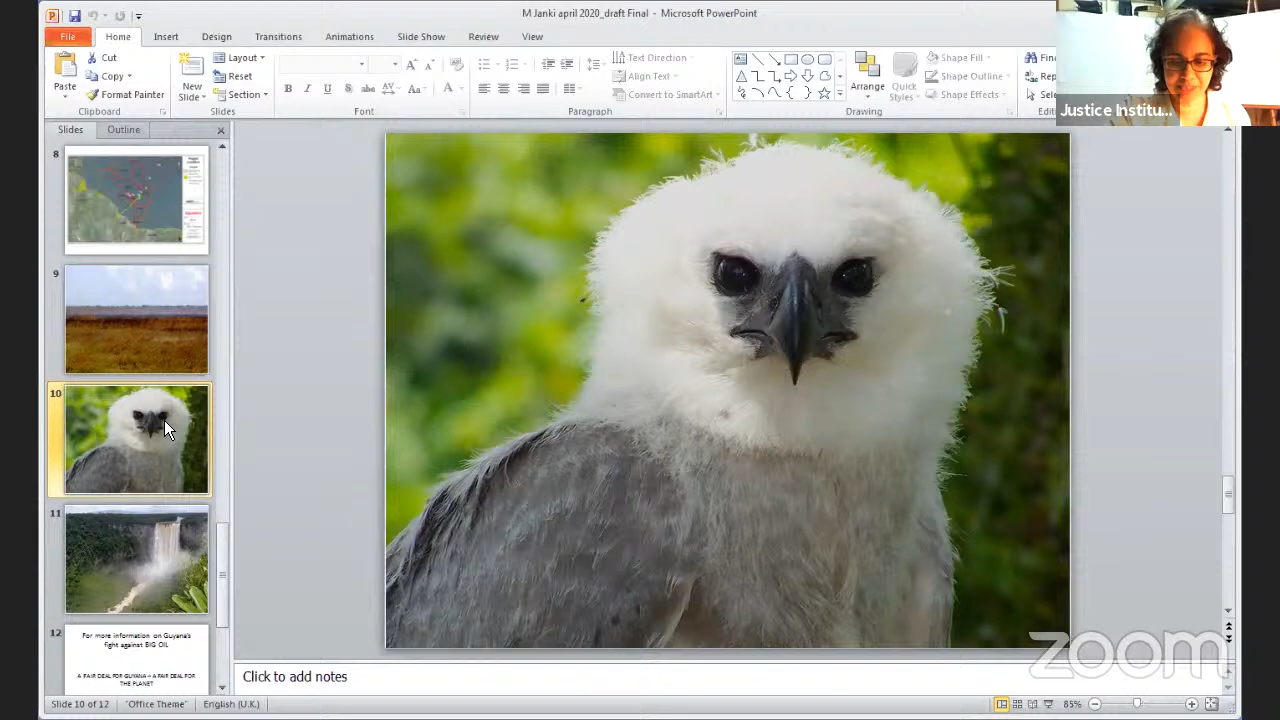 M Janki april 2020_draft Final - Microsoft PowerPoint
File Home Insert Design Transitions Animations Slide Show Review View
Paste
Cut
Copy
Format Painter
Clipboard
New
Slide
Layout
Reset
Section
Slides
B I U S abc AV Aa A
Font
Text Direction
Align Text
Convert to SmartArt
Paragraph
Arrange
Quick
Styles
Shape Fill
Shape Outline
Shape Effects
Drawing
Justice Institu...
Slides Outline
8
9
10
11
12
For more information on Guyana's
fight against BIG OIL
A FAIR DEAL FOR GUYANA – A FAIR DEAL FOR
THE PLANET
Click to add notes
zoom
Slide 10 of 12 "Office Theme" English (U.K.) 85%